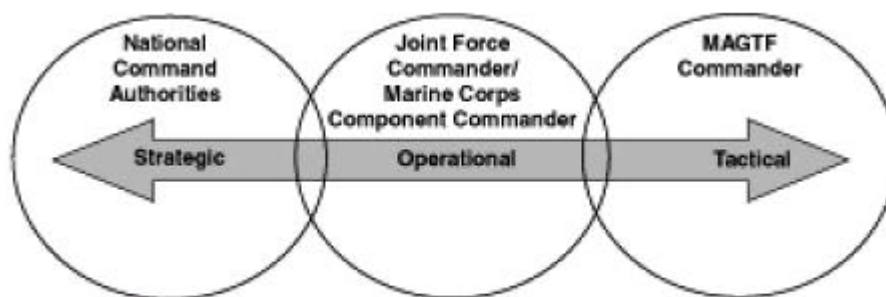 National
Command
Authorities
Joint Force
Commander/
Marine Corps
Component Commander
MAGTF
Commander
Strategic
Operational
Tactical